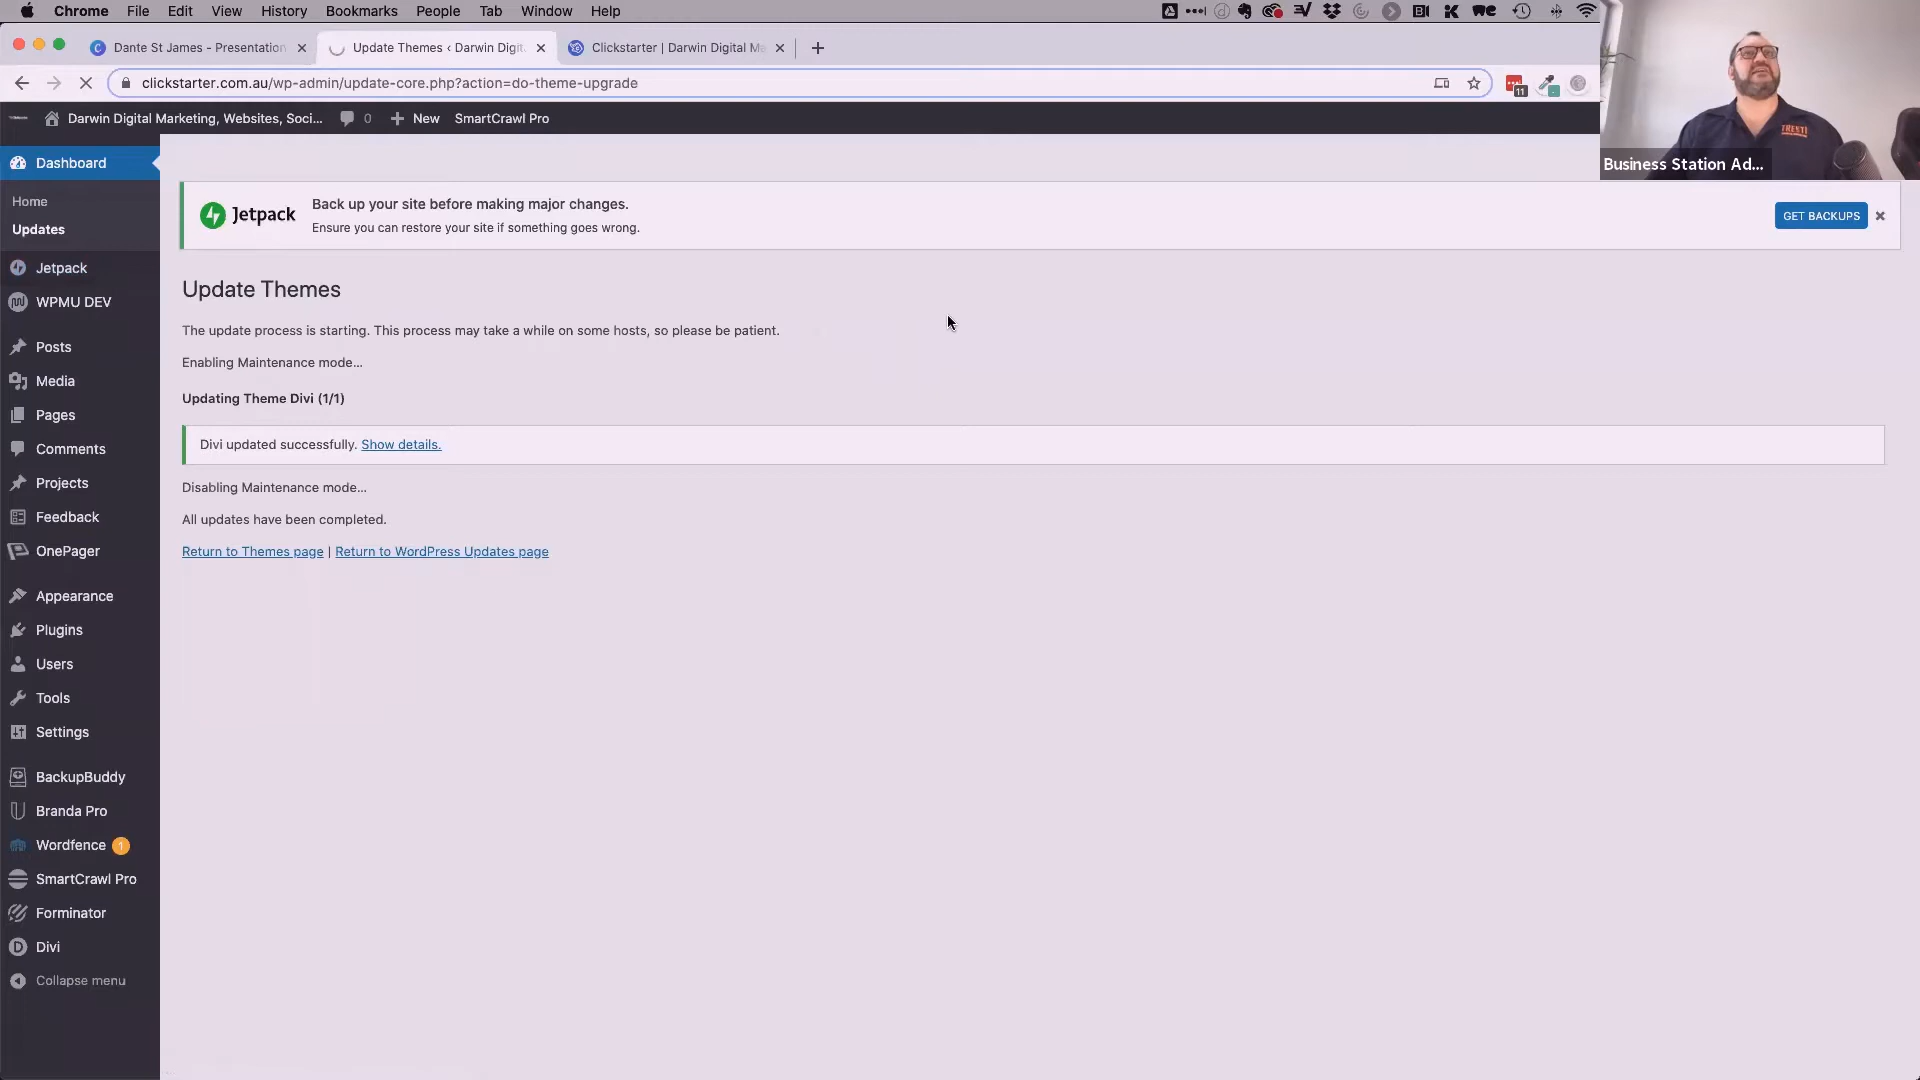 Chrome File Edit View History Bookmarks People Tab Window Help
Dante St James - Presentation
Update Themes ‹ Darwin Digit
Clickstarter | Darwin Digital Me
clickstarter.com.au/wp-admin/update-core.php?action=do-theme-upgrade
11
Darwin Digital Marketing, Websites, Soci... 0 New SmartCrawl Pro
Business Station Ad...
Dashboard
Home
Updates
Jetpack
WPMU DEV
Posts
Media
Pages
Comments
Projects
Feedback
OnePager
Appearance
Plugins
Users
Tools
Settings
BackupBuddy
Branda Pro
Wordfence 1
SmartCrawl Pro
Forminator
Divi
Collapse menu
Jetpack
Back up your site before making major changes.
Ensure you can restore your site if something goes wrong.
GET BACKUPS
Update Themes
The update process is starting. This process may take a while on some hosts, so please be patient.
Enabling Maintenance mode…
Updating Theme Divi (1/1)
Divi updated successfully. Show details.
Disabling Maintenance mode…
All updates have been completed.
Return to Themes page | Return to WordPress Updates page